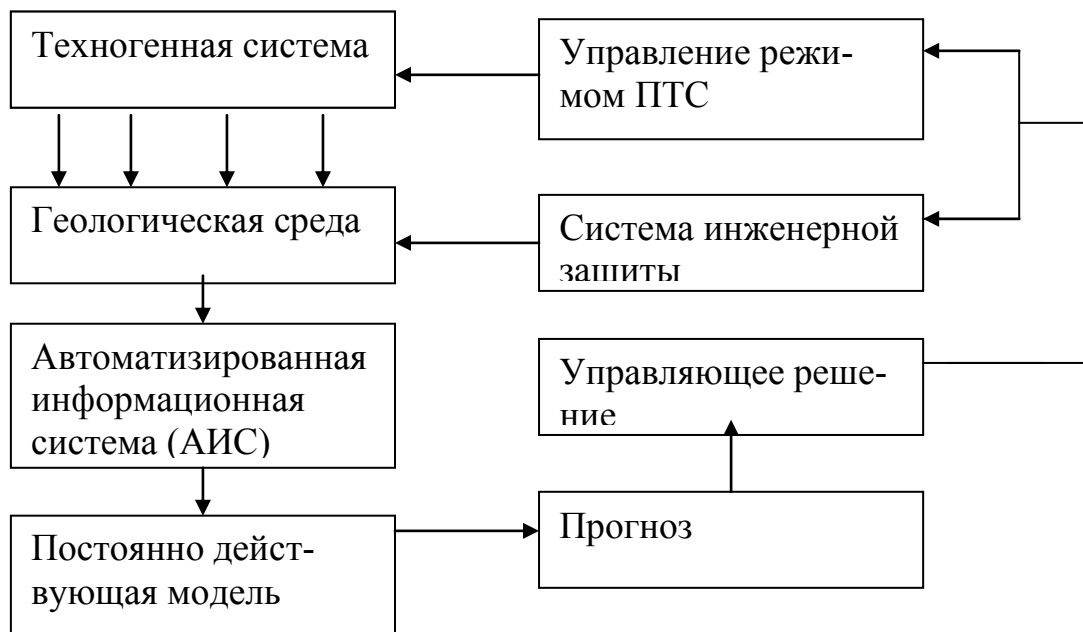 Техногенная система
Управление режи-
мом ПТС
Геологическая среда
Система инженерной
защиты
Автоматизированная
информационная
система (АИС)
Управляющее реше-
ние
Постоянно дейст-
вующая модель
Прогноз